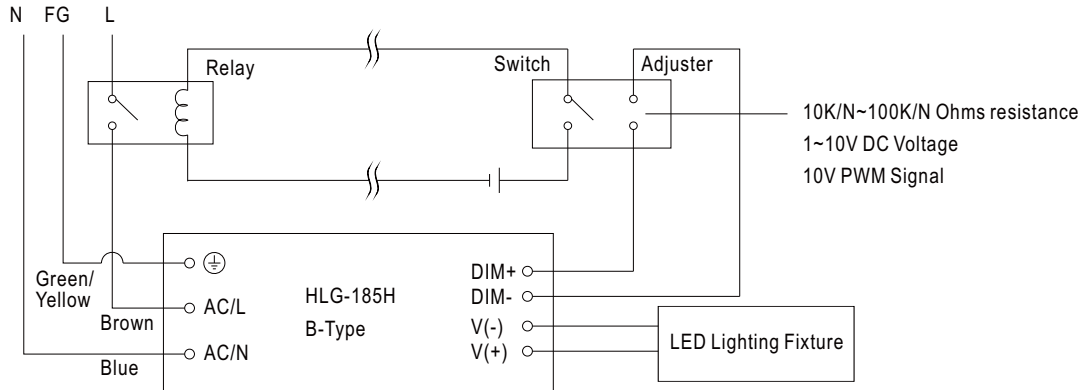 N FG L
Relay
Switch
Adjuster
10K/N~100K/N Ohms resistance
1~10V DC Voltage
10V PWM Signal
Green/
Yellow
Brown
Blue
AC/L
AC/N
HLG-185H
B-Type
DIM+
DIM-
V(-)
V(+)
LED Lighting Fixture